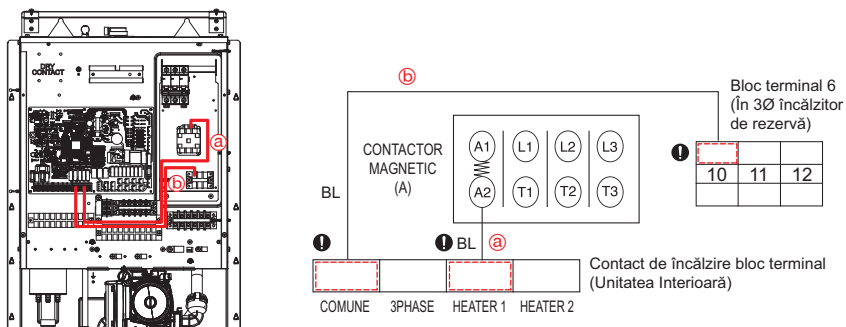 DRY
CONTACT
ⓐ
ⓑ
ⓑ
Bloc terminal 6
(În 3Ø încălzitor
de rezervă)
10 11 12
CONTACTOR
MAGNETIC
(A)
A1 L1 L2 L3
A2 T1 T2 T3
BL
BL ⓐ
Contact de încălzire bloc terminal
(Unitatea Interioară)
COMUNE 3PHASE HEATER 1 HEATER 2